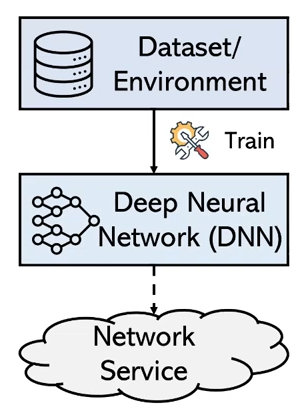 Dataset/
Environment
Train
Deep Neural
Network (DNN)
Network
Service